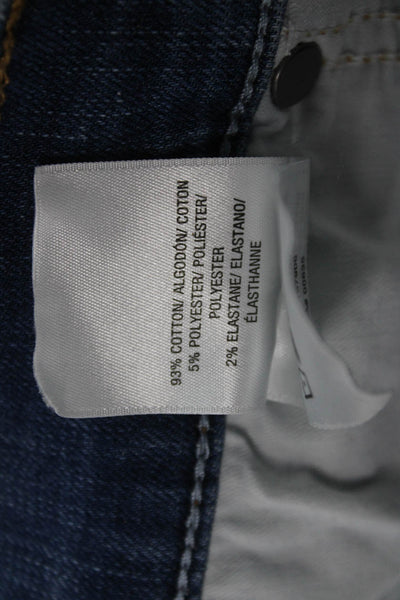 93% COTTON/ ALGODÓN/ COTON
5% POLYESTER/ POLIÉSTER/
POLYESTER
2% ELASTANE/ ELASTANO/
ÉLASTHANNE